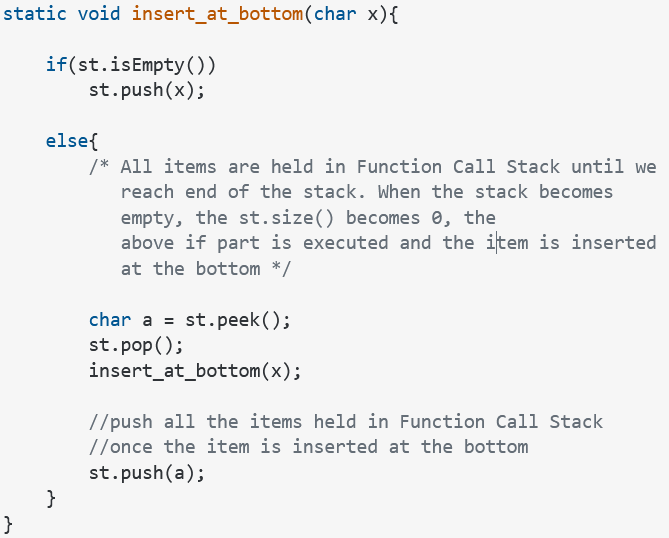 static void insert_at_bottom(char x){
if(st.isEmpty())
st.push(x);
else{
/* All items are held in Function Call Stack until we
reach end of the stack. When the stack becomes
empty, the st.size() becomes 0, the
above if part is executed and the item is inserted
at the bottom */
char a = st.peek();
st.pop();
insert_at_bottom(x);
//push all the items held in Function Call Stack
//once the item is inserted at the bottom
st.push(a);
}
}